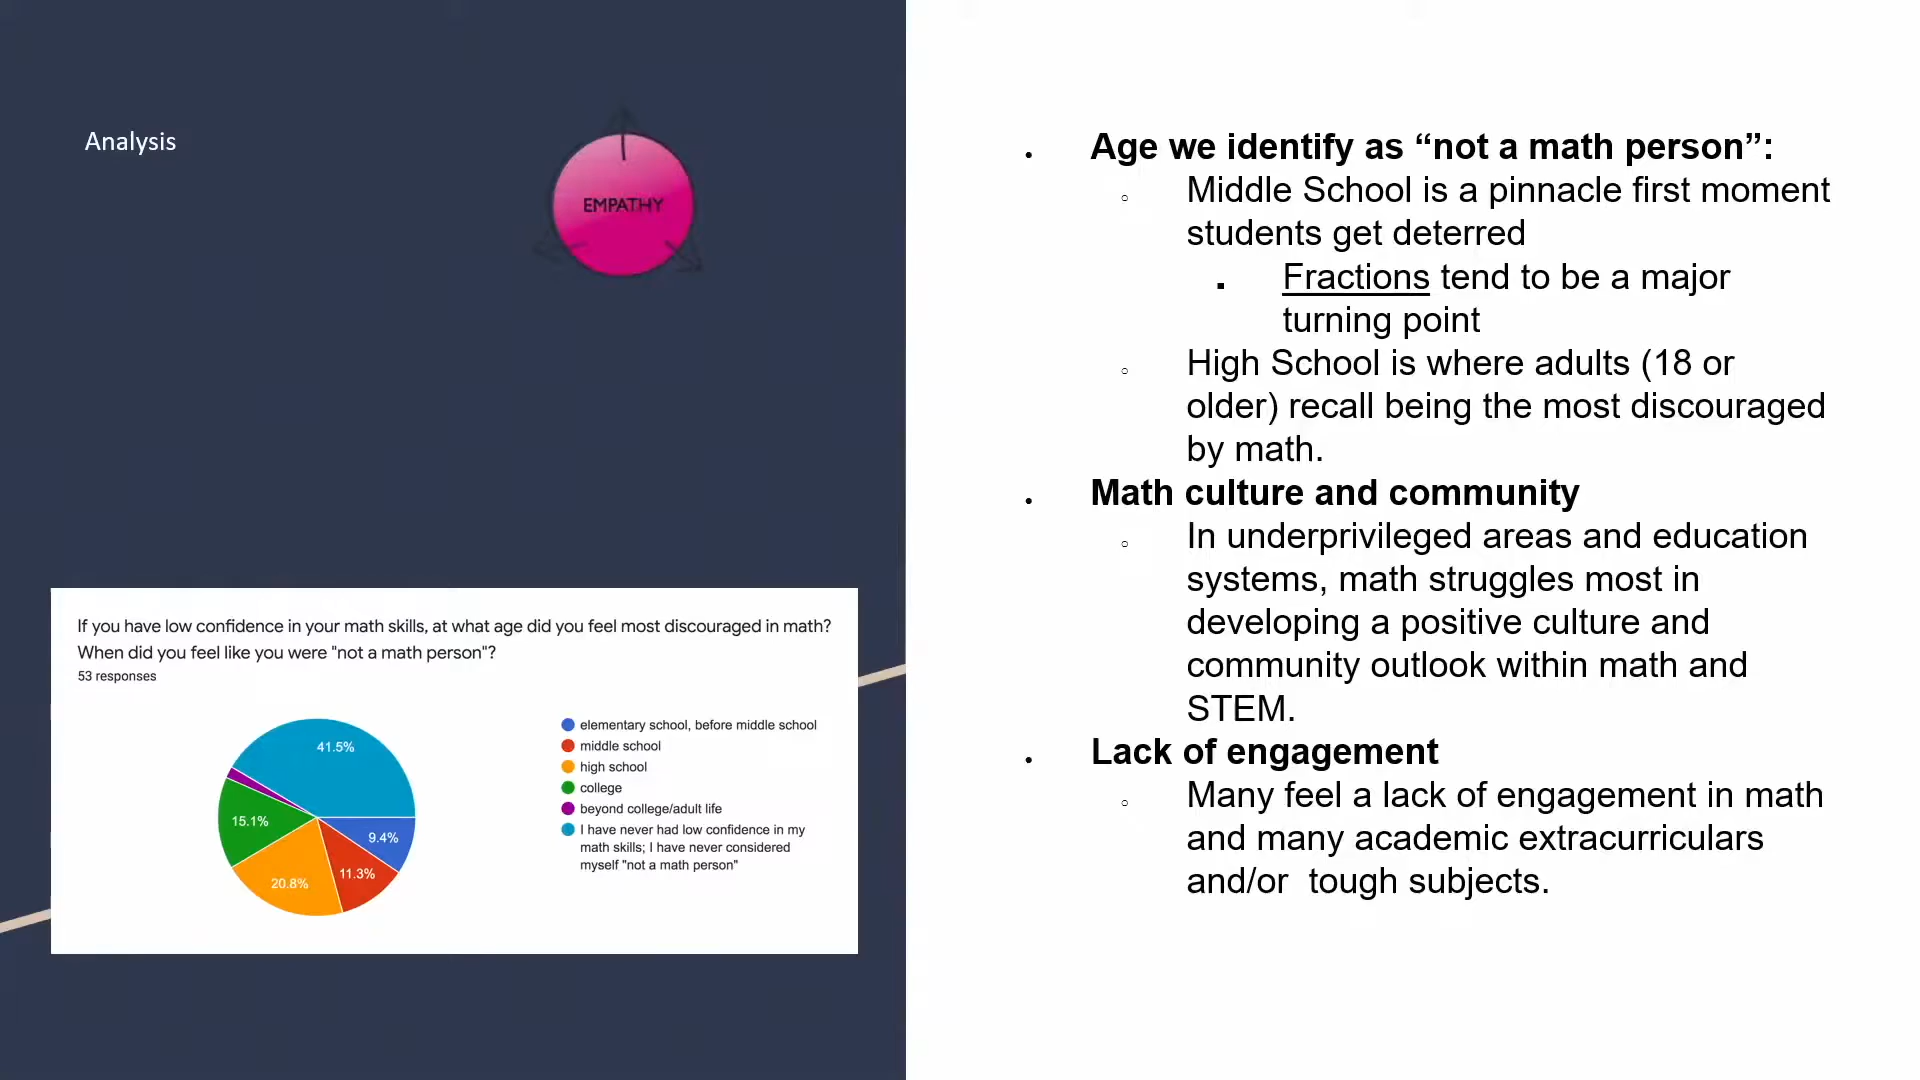 Analysis
EMPATHY
If you have low confidence in your math skills, at what age did you feel most discouraged in math?
When did you feel like you were "not a math person"?
53 responses
41.5%
15.1%
9.4%
20.8%
11.3%
elementary school, before middle school
middle school
high school
college
beyond college/adult life
I have never had low confidence in my
math skills; I have never considered
myself "not a math person"
Age we identify as “not a math person”:
Middle School is a pinnacle first moment
students get deterred
Fractions tend to be a major
turning point
High School is where adults (18 or
older) recall being the most discouraged
by math.
Math culture and community
In underprivileged areas and education
systems, math struggles most in
developing a positive culture and
community outlook within math and
STEM.
Lack of engagement
Many feel a lack of engagement in math
and many academic extracurriculars
and/or  tough subjects.